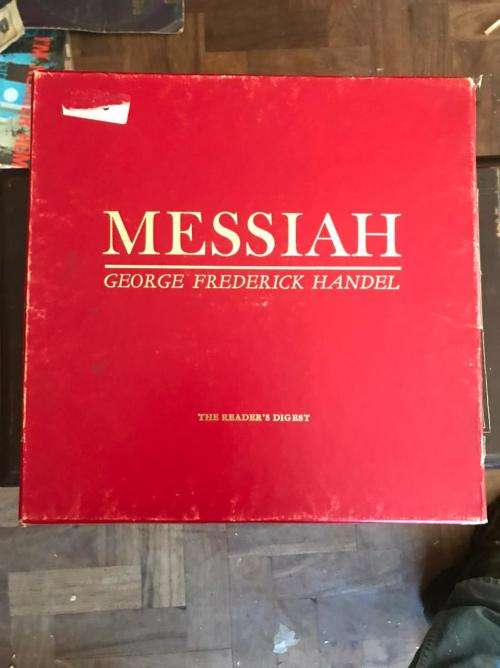 MESSIAH
GEORGE FREDERICK HANDEL
THE READER'S DIGEST